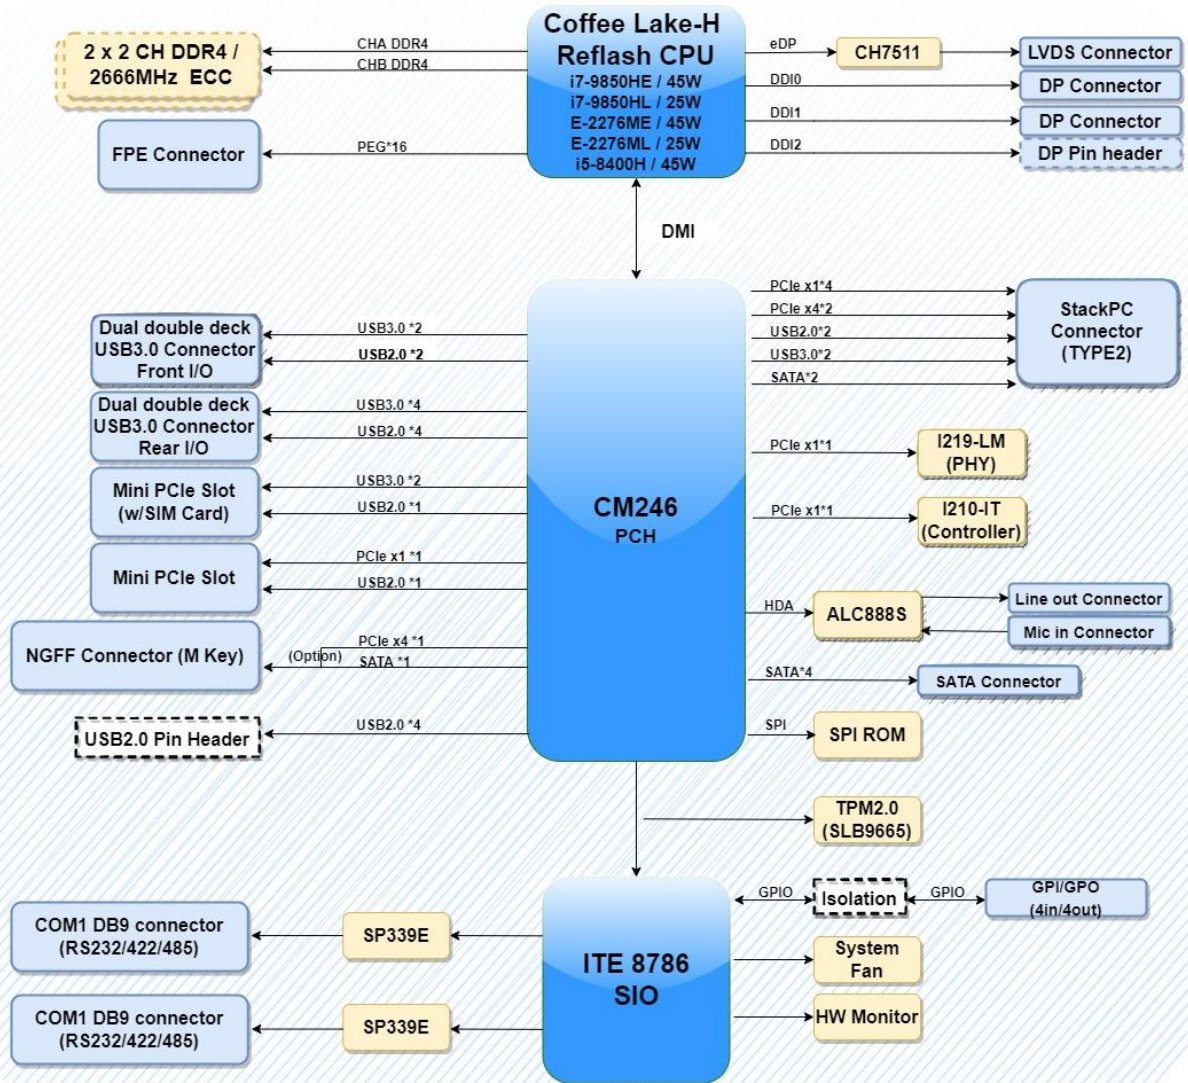 Coffee Lake-H
Reflash CPU
i7-9850HE / 45W
i7-9850HL / 25W
E-2276ME / 45W
E-2276ML / 25W
i5-8400H / 45W
2 x 2 CH DDR4 /
2666MHz ECC
CHA DDR4
CHB DDR4
FPE Connector
PEG*16
eDP
CH7511
LVDS Connector
DDI0
DP Connector
DDI1
DP Connector
DDI2
DP Pin header
DMI
CM246
PCH
Dual double deck
USB3.0 Connector
Front I/O
USB3.0 *2
USB2.0 *2
Dual double deck
USB3.0 Connector
Rear I/O
USB3.0 *4
USB2.0 *4
Mini PCIe Slot
(w/SIM Card)
USB3.0 *2
USB2.0 *1
Mini PCIe Slot
PCIe x1 *1
USB2.0 *1
NGFF Connector (M Key)
(Option)
PCIe x4 *1
SATA *1
USB2.0 Pin Header
USB2.0 *4
PCIe x1*4
PCIe x4*2
USB2.0*2
USB3.0*2
SATA*2
StackPC
Connector
(TYPE2)
PCIe x1*1
I219-LM
(PHY)
PCIe x1*1
I210-IT
(Controller)
HDA
ALC888S
Line out Connector
Mic in Connector
SATA*4
SATA Connector
SPI
SPI ROM
TPM2.0
(SLB9665)
ITE 8786
SIO
GPIO
Isolation
GPIO
GPI/GPO
(4in/4out)
System
Fan
HW Monitor
COM1 DB9 connector
(RS232/422/485)
SP339E
COM1 DB9 connector
(RS232/422/485)
SP339E